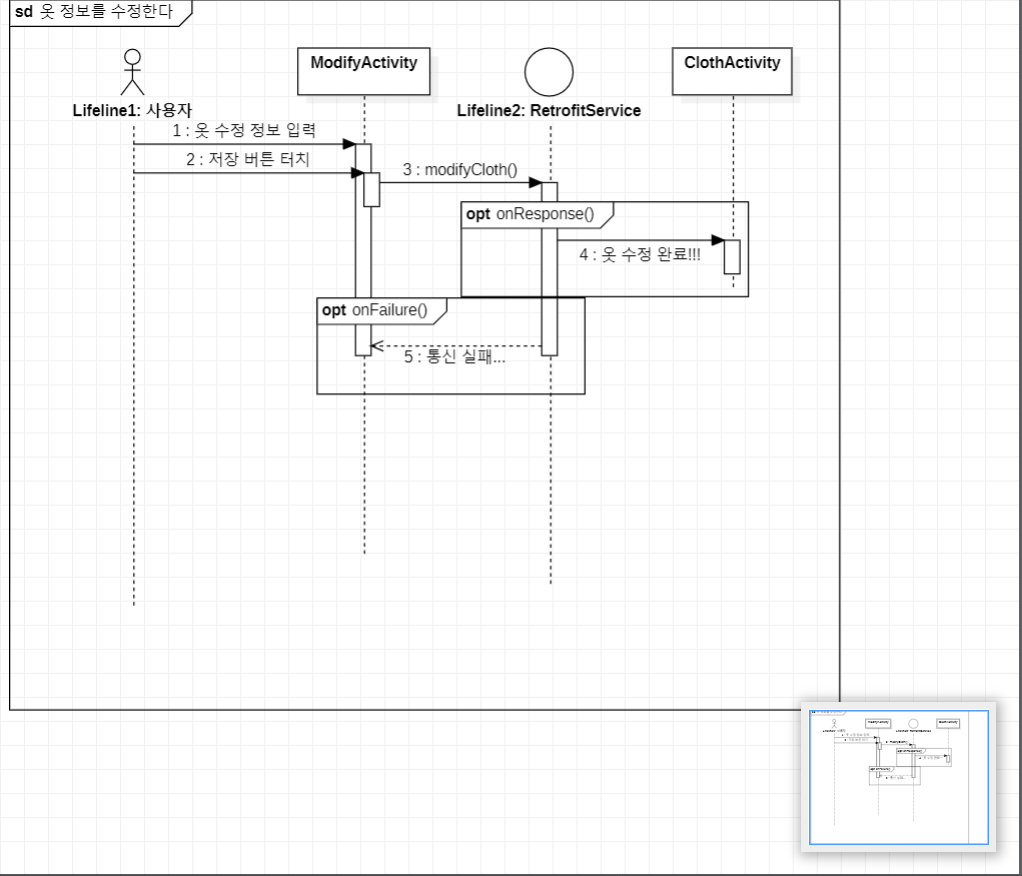 sd 옷 정보를 수정한다
ModifyActivity
ClothActivity
Lifeline1: 사용자
Lifeline2: RetrofitService
1 : 옷 수정 정보 입력
2 : 저장 버튼 터치
3 : modifyCloth()
opt onResponse()
4 : 옷 수정 완료!!!
opt onFailure()
5 : 통신 실패...